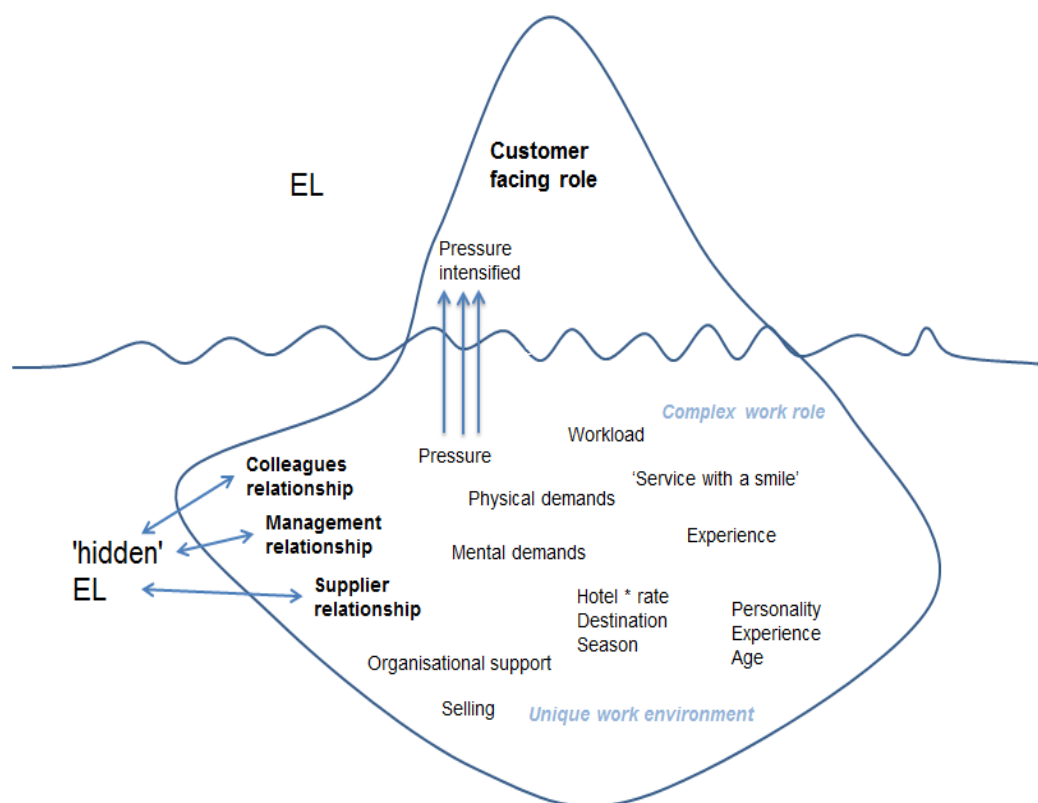 Customer
facing role
EL
Pressure
intensified
Complex work role
Workload
Pressure
Colleagues
relationship
'Service with a smile'
Physical demands
Management
relationship
Experience
'hidden'
EL
Mental demands
Supplier
relationship
Hotel * rate
Destination
Season
Personality
Experience
Age
Organisational support
Selling
Unique work environment